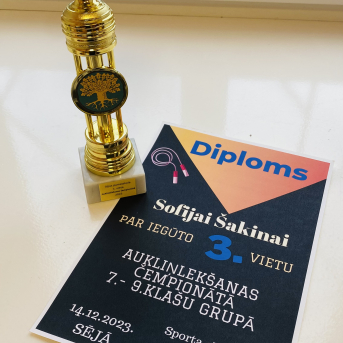 Diploms
Sofijai Šakinai
PAR IEGŪTO 3. VIETU
AUKLINLEKŠANAS
ČEMPIONĀTĀ
7.- 9.KLAŠU GRUPĀ
14.12.2023.
SĒJĀ
Sporta